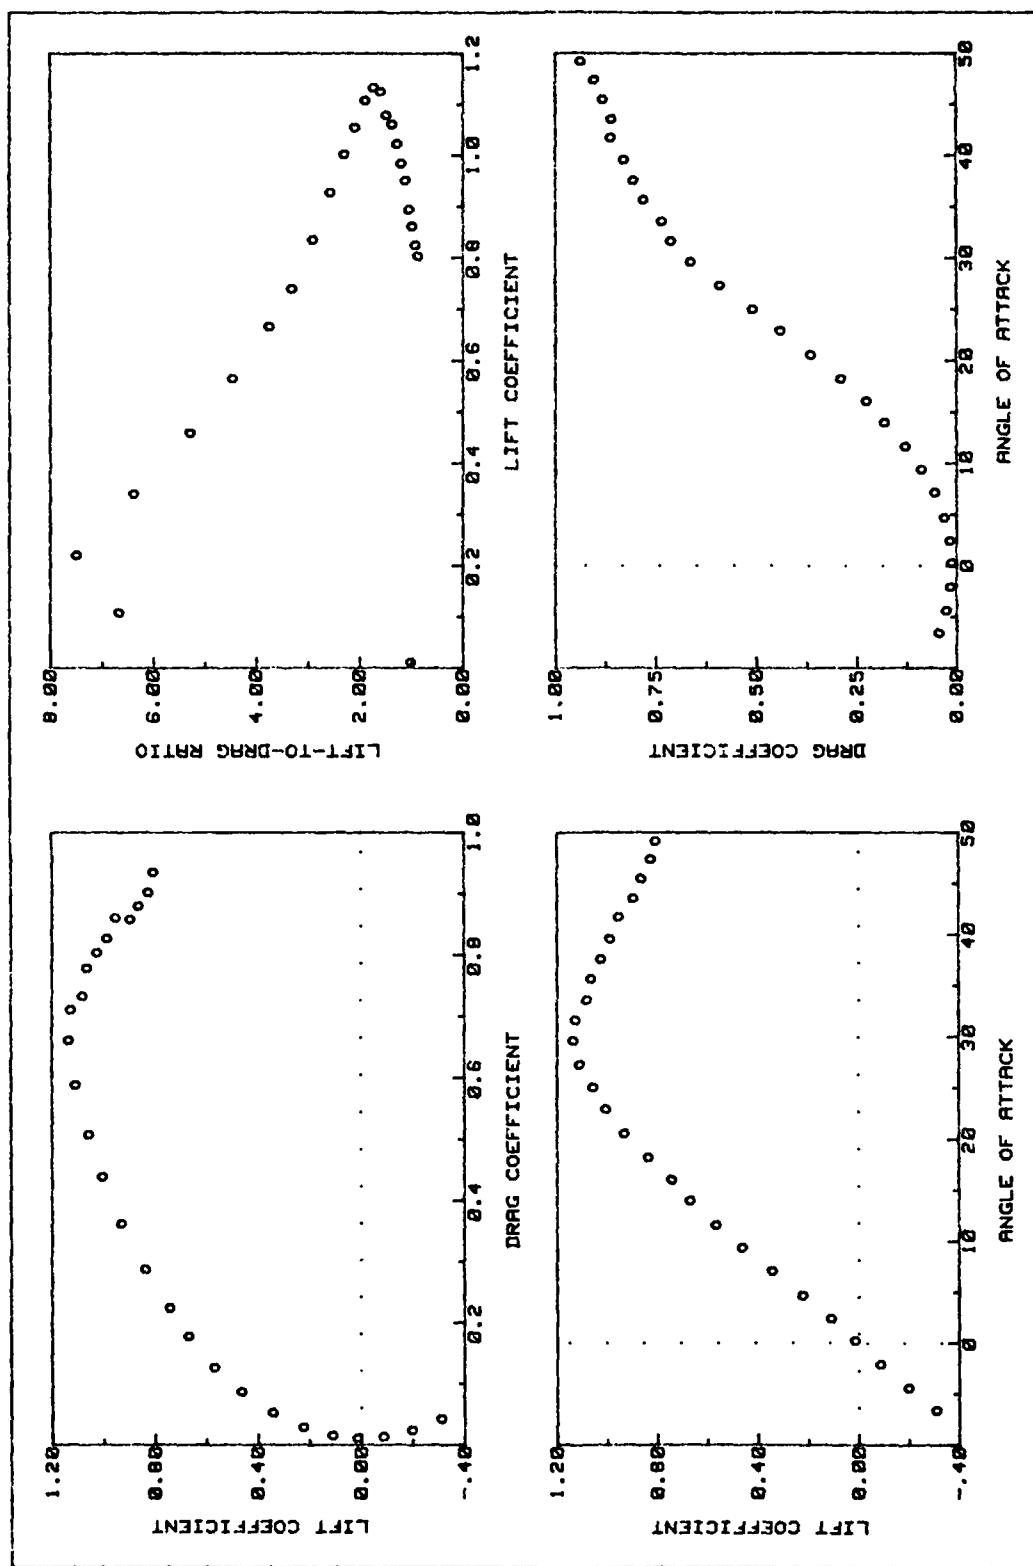 LIFT COEFFICIENT
1.20
0.80
0.40
0.00
-.40
0.2 0.4 0.6 0.8 1.0
DRAG COEFFICIENT
LIFT-TO-DRAG RATIO
8.00
6.00
4.00
2.00
0.00
0.2 0.4 0.6 0.8 1.0 1.2
LIFT COEFFICIENT
LIFT COEFFICIENT
1.20
0.80
0.40
0.00
-.40
0 10 20 30 40 50
ANGLE OF ATTACK
DRAG COEFFICIENT
1.00
0.75
0.50
0.25
0.00
0 10 20 30 40 50
ANGLE OF ATTACK